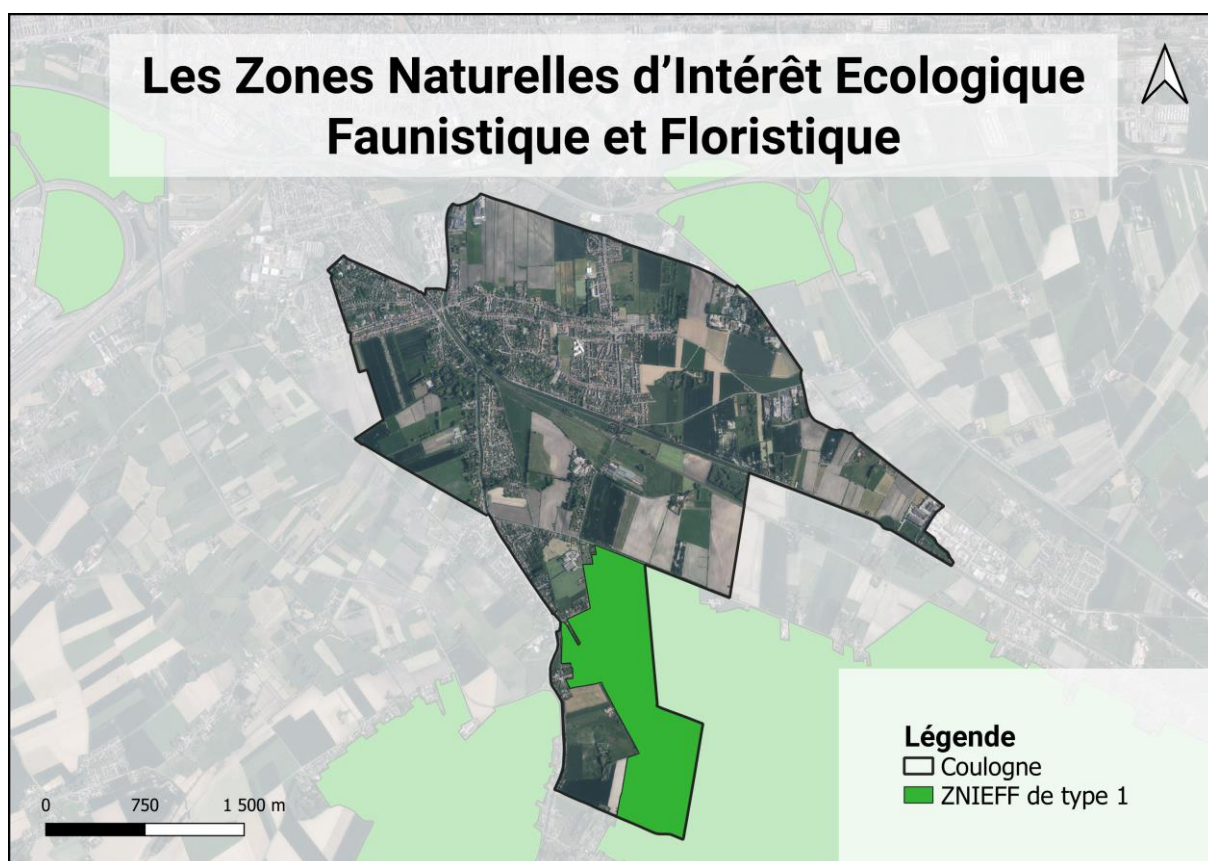 Les Zones Naturelles d’Intérêt Ecologique
Faunistique et Floristique
Légende
Coulogne
ZNIEFF de type 1
0 750 1 500 m